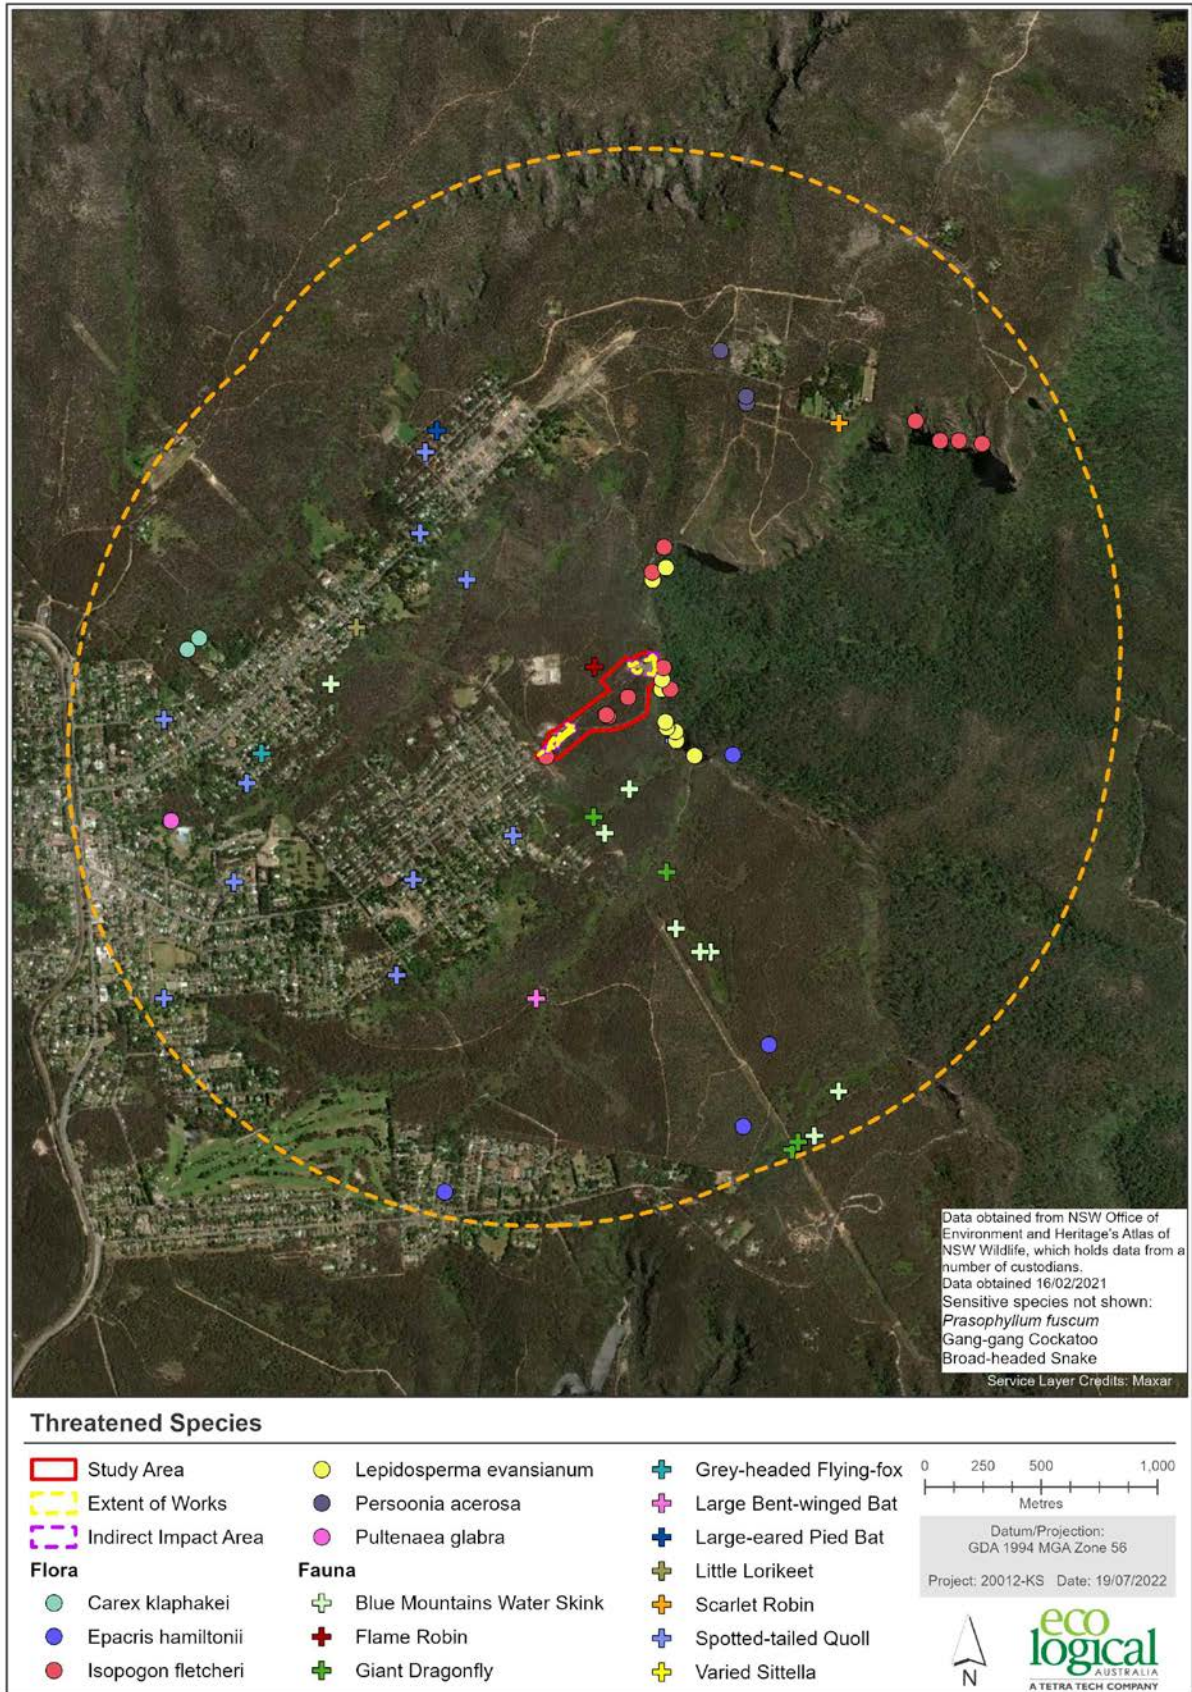 Data obtained from NSW Office of
Environment and Heritage's Atlas of
NSW Wildlife, which holds data from a
number of custodians.
Data obtained 16/02/2021
Sensitive species not shown:
Prasophyllum fuscum
Gang-gang Cockatoo
Broad-headed Snake
Service Layer Credits: Maxar
Threatened Species
Study Area
Extent of Works
Indirect Impact Area
Flora
Carex klaphakei
Epacris hamiltonii
Isopogon fletcheri
Lepidosperma evansianum
Persoonia acerosa
Pultenaea glabra
Fauna
Blue Mountains Water Skink
Flame Robin
Giant Dragonfly
Grey-headed Flying-fox
Large Bent-winged Bat
Large-eared Pied Bat
Little Lorikeet
Scarlet Robin
Spotted-tailed Quoll
Varied Sittella
0 250 500 1,000
Metres
Datum/Projection:
GDA 1994 MGA Zone 56
Project: 20012-KS Date: 19/07/2022
N
eco
logical
AUSTRALIA
A TETRA TECH COMPANY